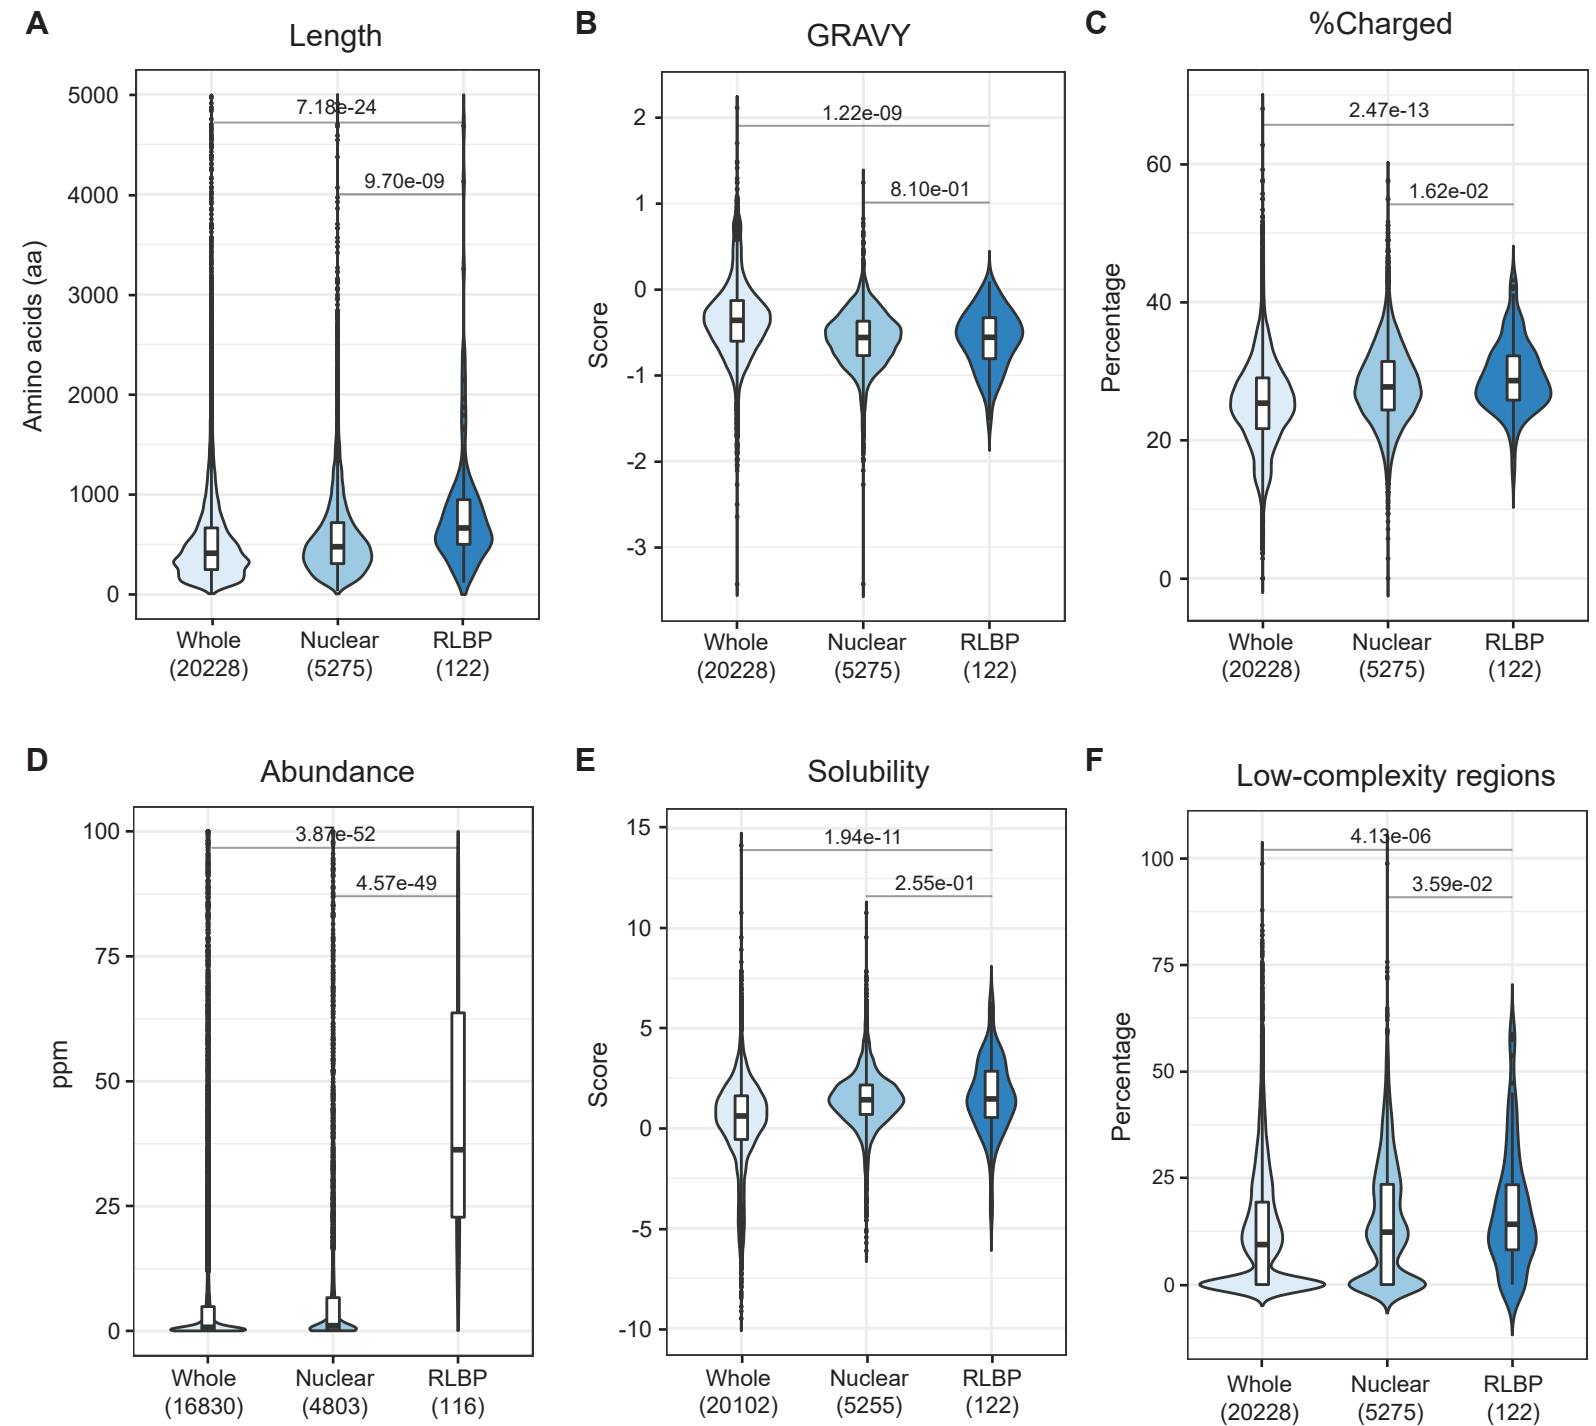 A
Length
Amino acids (aa)
5000
4000
3000
2000
1000
0
7.18e-24
9.70e-09
Whole
(20228)
Nuclear
(5275)
RLBP
(122)
B
GRAVY
Score
2
1
0
-1
-2
-3
1.22e-09
8.10e-01
Whole
(20228)
Nuclear
(5275)
RLBP
(122)
C
%Charged
Percentage
60
40
20
0
2.47e-13
1.62e-02
Whole
(20228)
Nuclear
(5275)
RLBP
(122)
D
Abundance
ppm
100
75
50
25
0
3.87e-52
4.57e-49
Whole
(16830)
Nuclear
(4803)
RLBP
(116)
E
Solubility
Score
15
10
5
0
-5
-10
1.94e-11
2.55e-01
Whole
(20102)
Nuclear
(5255)
RLBP
(122)
F
Low-complexity regions
Percentage
100
75
50
25
0
4.13e-06
3.59e-02
Whole
(20228)
Nuclear
(5275)
RLBP
(122)